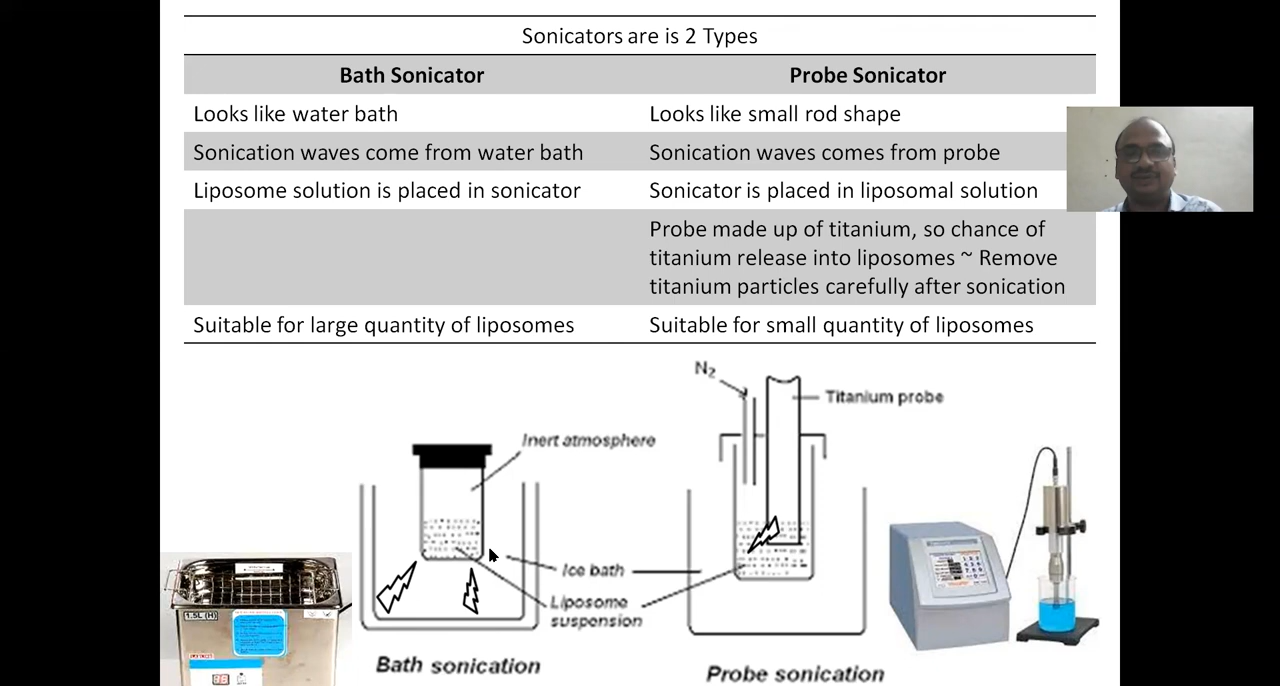 Sonicators are is 2 Types
Bath Sonicator
Probe Sonicator
Looks like water bath
Looks like small rod shape
Sonication waves come from water bath
Sonication waves comes from probe
Liposome solution is placed in sonicator
Sonicator is placed in liposomal solution
Probe made up of titanium, so chance of
titanium release into liposomes ~ Remove
titanium particles carefully after sonication
Suitable for large quantity of liposomes
Suitable for small quantity of liposomes
N₂
Titanium probe
Inert atmosphere
Ice bath
Liposome
suspension
Bath sonication
Probe sonication